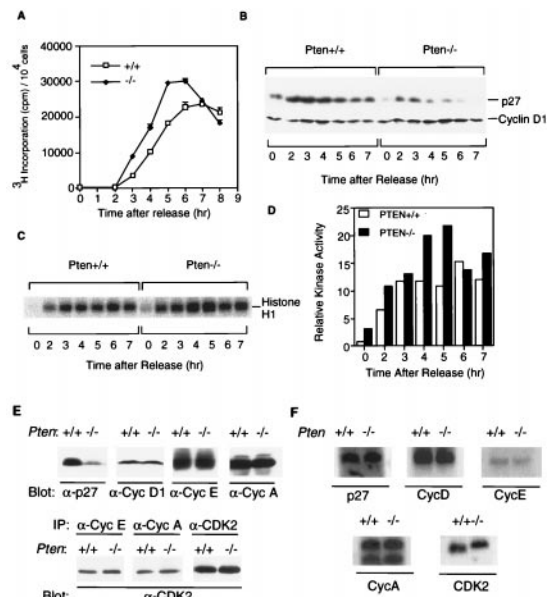 A
40000
30000
20000
10000
0
+/+
-/-
3H Incorporation (cpm) / 10 4 cells
0 1 2 3 4 5 6 7 8 9
Time after release (hr)
B
Pten+/+ Pten-/-
p27
Cyclin D1
0 2 3 4 5 6 7 0 2 3 4 5 6 7
Time after Release (hr)
C
Pten+/+ Pten-/-
Histone
H1
0 2 3 4 5 6 7 0 2 3 4 5 6 7
Time after Release (hr)
D
25
20
15
10
5
0
PTEN+/+
PTEN-/-
Relative Kinase Activity
0 2 3 4 5 6 7
Time After Release (hr)
E
Pten: +/+ -/- +/+ -/- +/+ -/- +/+ -/-
Blot: α-p27 α-Cyc D1 α-Cyc E α-Cyc A
IP: α-Cyc E α-Cyc A α-CDK2
Pten: +/+ -/- +/+ -/- +/+ -/-
Blot: α-CDK2
F
Pten +/+ -/- +/+ -/- +/+ -/-
p27 CycD CycE
+/+ -/- +/+-/-
CycA CDK2